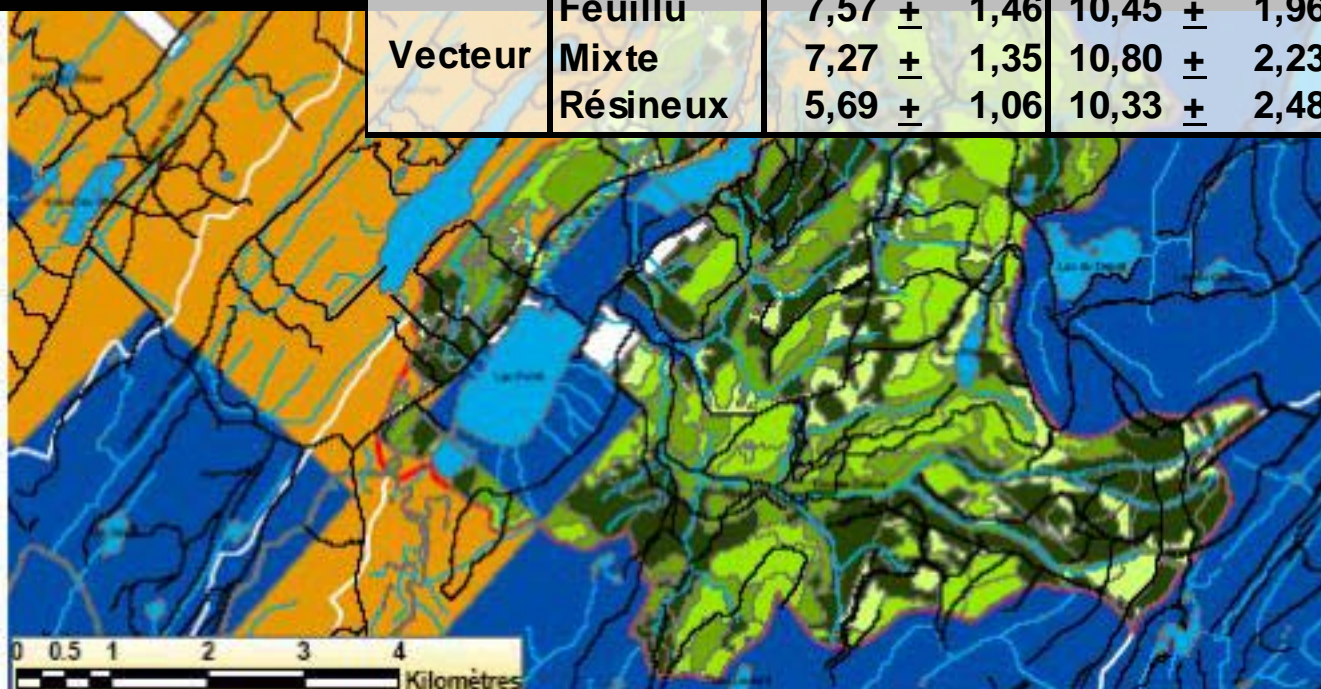 Feuillu 7,57 ± 1,46 10,45 ± 1,96
Vecteur Mixte 7,27 ± 1,35 10,80 ± 2,23
Résineux 5,69 ± 1,06 10,33 ± 2,48
0 0.5 1 2 3 4
Kilomètres